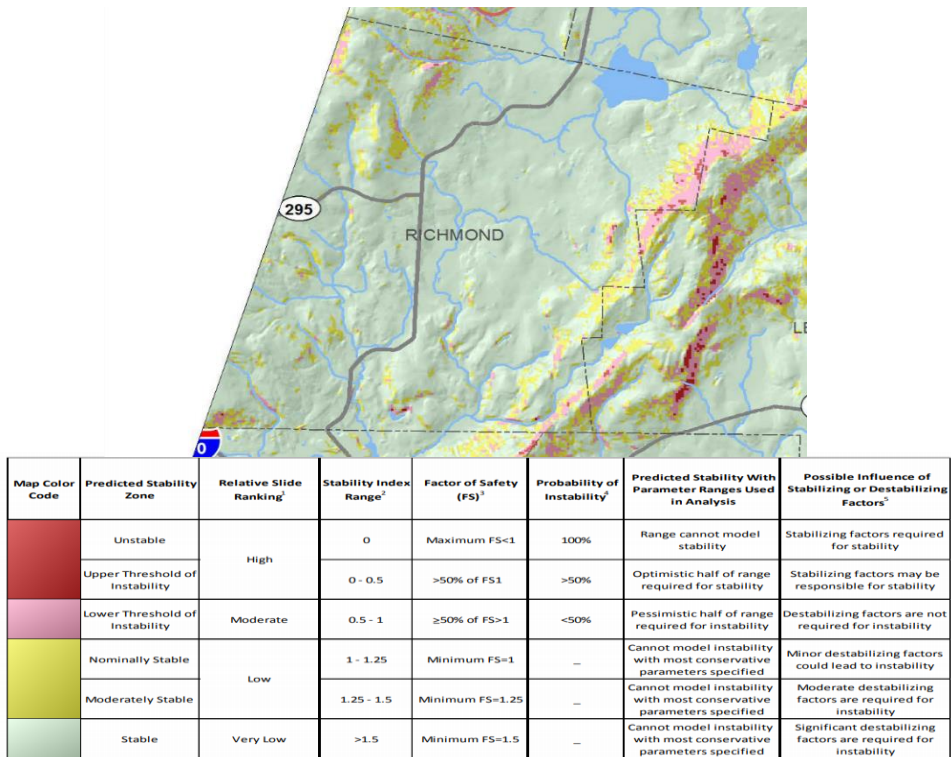 295
RICHMOND
LE
0
Map Color Code
Predicted Stability Zone
Relative Slide Ranking¹
Stability Index Range²
Factor of Safety (FS)³
Probability of Instability⁴
Predicted Stability With Parameter Ranges Used in Analysis
Possible Influence of Stabilizing or Destabilizing Factors⁵
Unstable
High
0
Maximum FS<1
100%
Range cannot model stability
Stabilizing factors required for stability
Upper Threshold of Instability
0 - 0.5
>50% of FS1
>50%
Optimistic half of range required for stability
Stabilizing factors may be responsible for stability
Lower Threshold of Instability
Moderate
0.5 - 1
≥50% of FS>1
<50%
Pessimistic half of range required for instability
Destabilizing factors are not required for instability
Nominally Stable
Low
1 - 1.25
Minimum FS=1
_
Cannot model instability with most conservative parameters specified
Minor destabilizing factors could lead to instability
Moderately Stable
1.25 - 1.5
Minimum FS=1.25
_
Cannot model instability with most conservative parameters specified
Moderate destabilizing factors are required for instability
Stable
Very Low
>1.5
Minimum FS=1.5
_
Cannot model instability with most conservative parameters specified
Significant destabilizing factors are required for instability